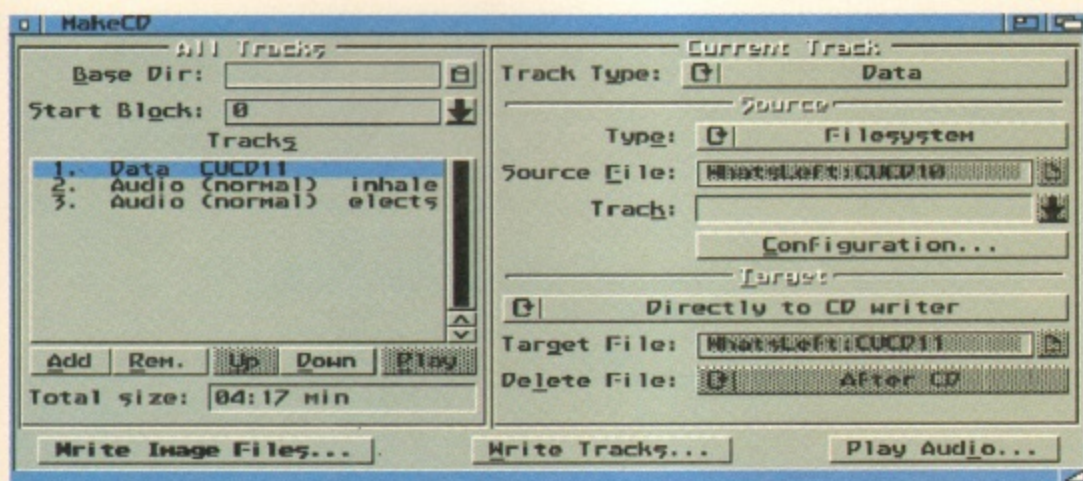 MakeCD
All Tracks
Base Dir:
Start Block: 0
Tracks
1. Data CUCD11
2. Audio (normal) inhale
3. Audio (normal) elects
Add Rem. Up Down Play
Total size: 04:17 min
Current Track
Track Type: Data
Source
Type: Filesystem
Source File: WhatsLeft:CUCD10
Track:
Configuration...
Target
Directly to CD writer
Target File: WhatsLeft:CUCD11
Delete File: After CD
Write Image Files... Write Tracks... Play Audio...